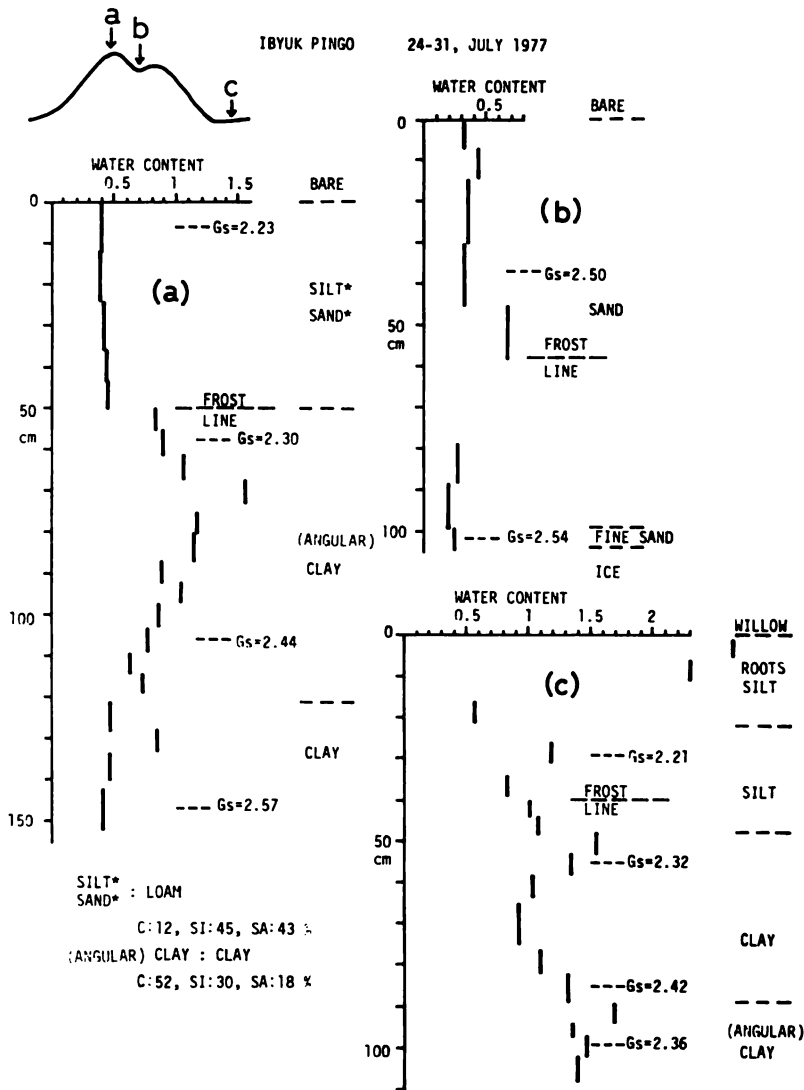 a
b
c
IBYUK PINGO 24-31, JULY 1977
WATER CONTENT
0.5 1 1.5
BARE
0
Gs=2.23
(a)
SILT*
SAND*
FROST
LINE
50
cm
Gs=2.30
(ANGULAR)
CLAY
100
Gs=2.44
CLAY
150
Gs=2.57
SILT*
SAND* : LOAM
C:12, SI:45, SA:43 %
(ANGULAR) CLAY : CLAY
C:52, SI:30, SA:18 %
WATER CONTENT
0.5
BARE
0
(b)
Gs=2.50
SAND
50
cm
FROST
LINE
100
Gs=2.54
FINE SAND
ICE
WATER CONTENT
0.5 1 1.5 2
WILLOW
0
ROOTS
SILT
(c)
Gs=2.21
FROST
LINE
SILT
50
cm
Gs=2.32
CLAY
Gs=2.42
(ANGULAR)
CLAY
100
Gs=2.36